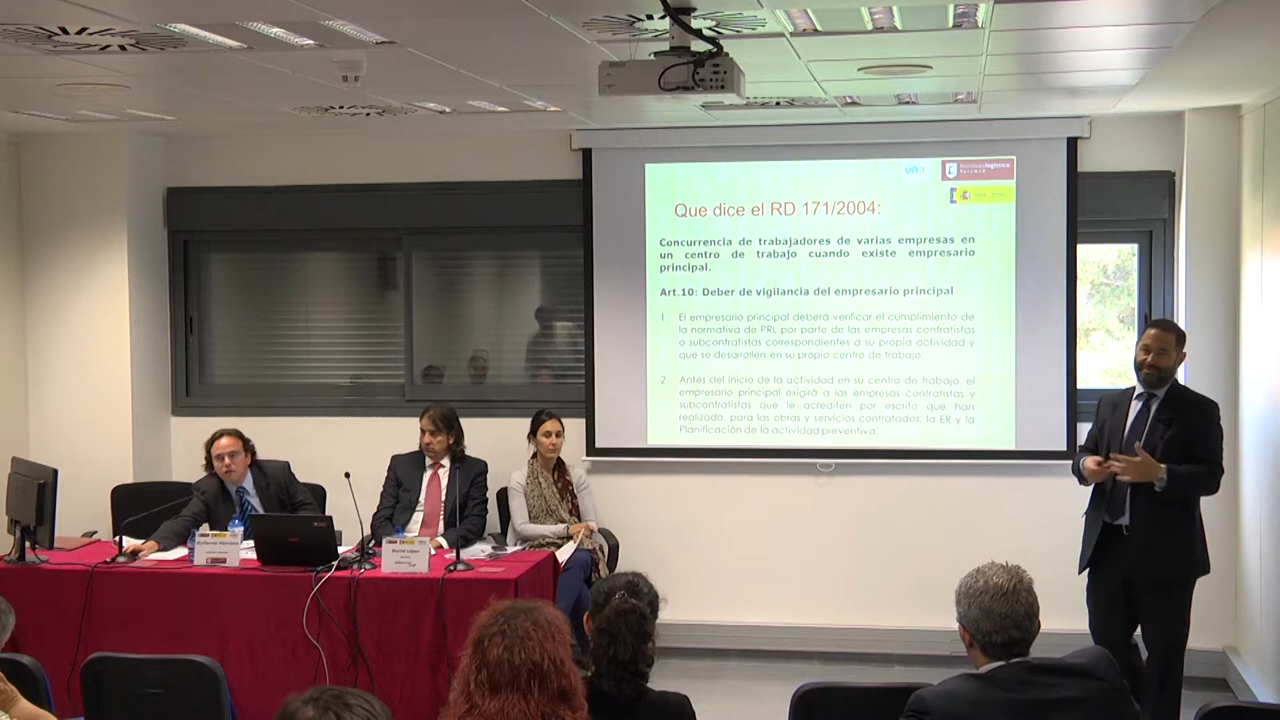 una
Que dice el RD 171/2004:
Concurrencia de trabajadores de varias empresas en
un centro de trabajo cuando existe empresario
principal.
Art.10: Deber de vigilancia del empresario principal
1. El empresario principal deberá verificar el cumplimiento de
la normativa de PRL por parte de las empresas contratistas
o subcontratistas correspondientes a su propia actividad y
que se desarrollen en su propio centro de trabajo.
2. Antes del inicio de la actividad en su centro de trabajo, el
empresario principal exigirá a las empresas contratistas y
subcontratistas que le acrediten por escrito que han
realizado, para las obras y servicios contratados, la ER y la
Planificación de la actividad preventiva.
Guillermo
López